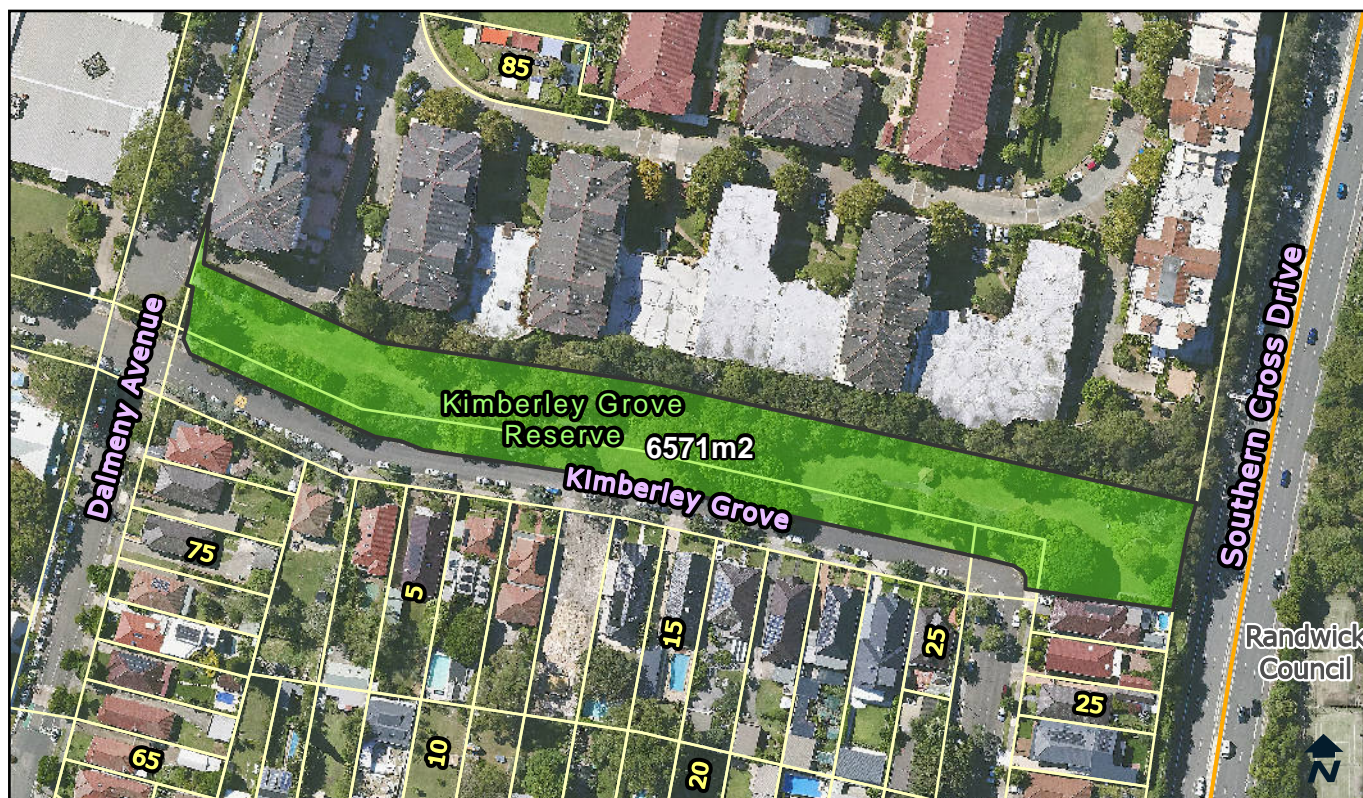 85
Southern Cross Drive
Dalmeny Avenue
Kimberley Grove
Reserve
6571m2
Kimberley Grove
75
5
15
25
25
65
10
20
Randwick
Council
N